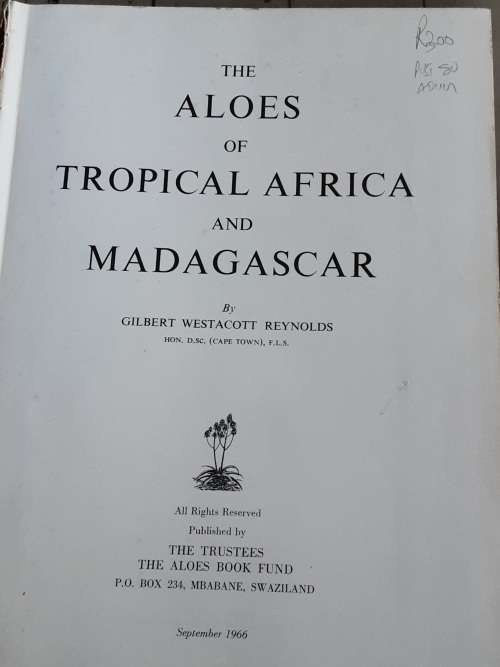 R300
THE
ALOES
OF
TROPICAL AFRICA
AND
MADAGASCAR
By
GILBERT WESTACOTT REYNOLDS
HON. D.SC. (CAPE TOWN), F.L.S.
All Rights Reserved
Published by
THE TRUSTEES
THE ALOES BOOK FUND
P.O. BOX 234, MBABANE, SWAZILAND
September 1966